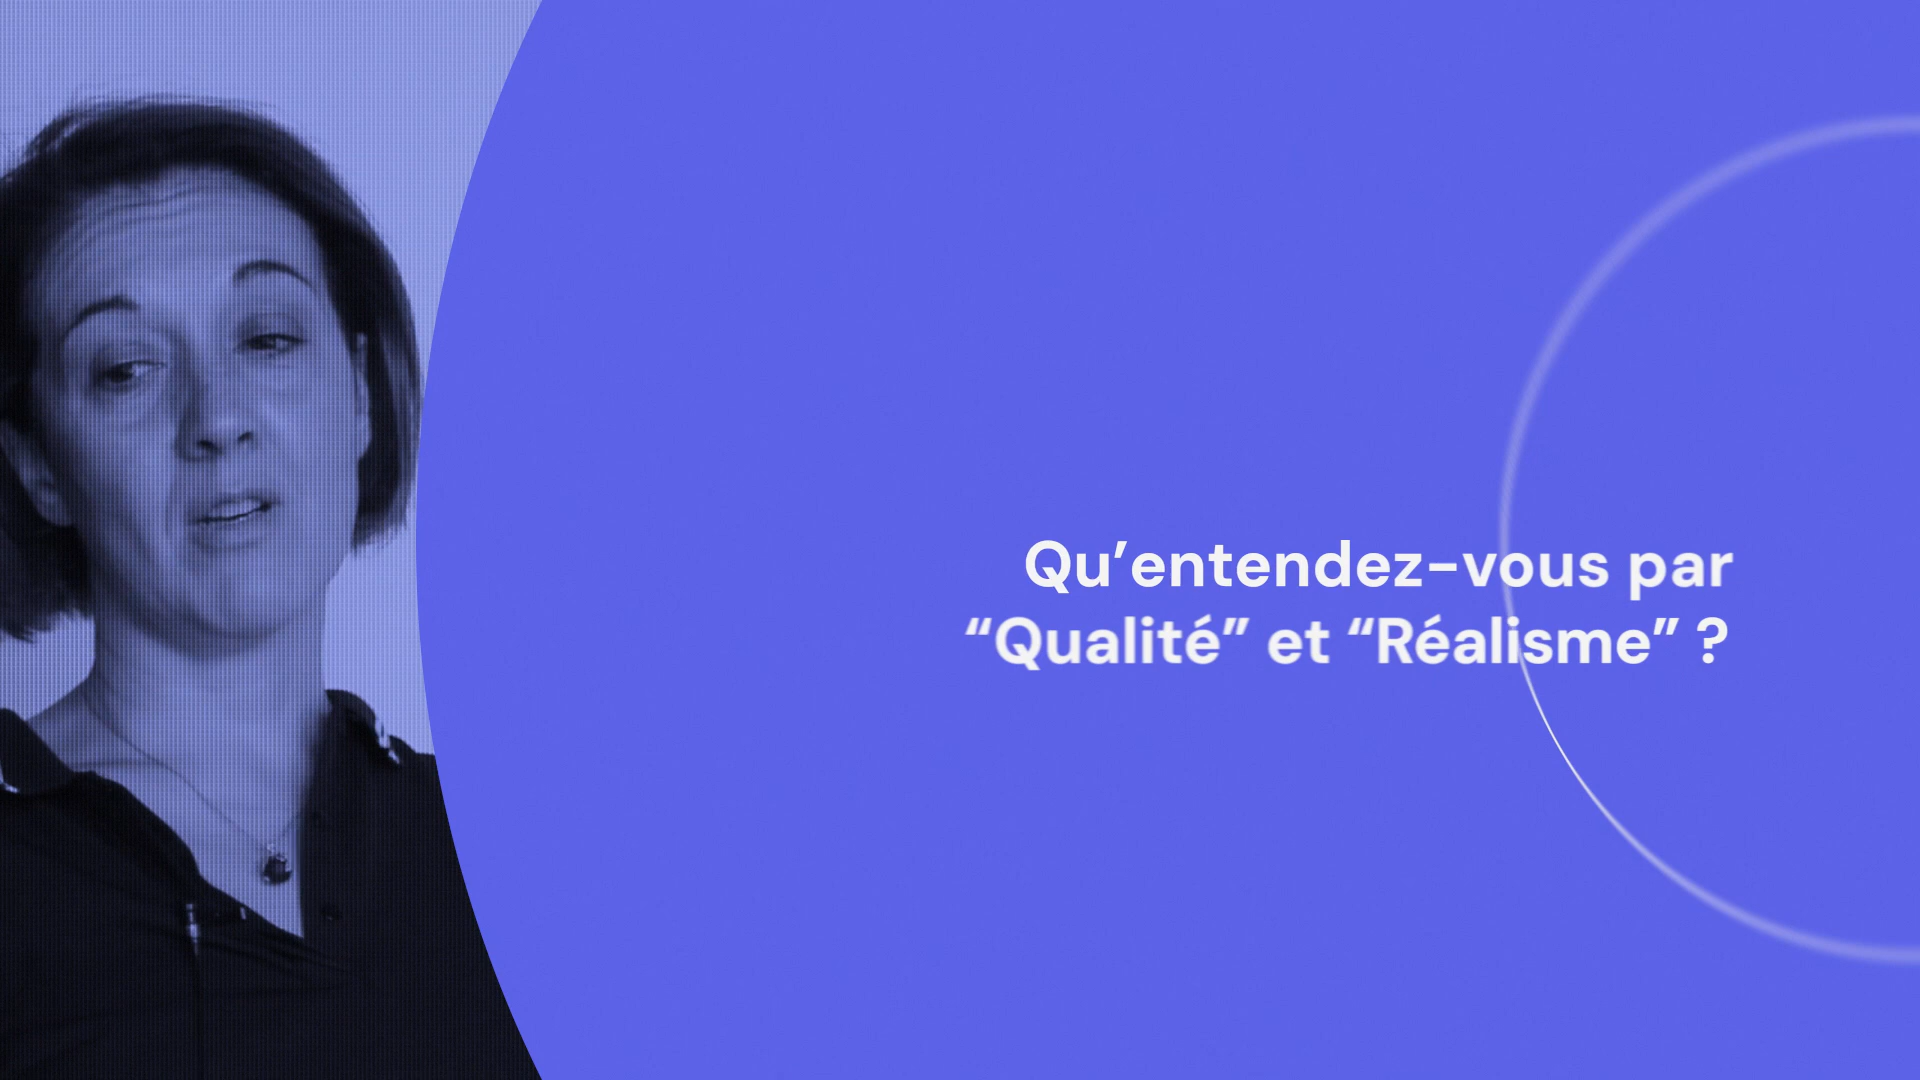 Qu’entendez-vous par
“Qualité” et “Réalisme” ?